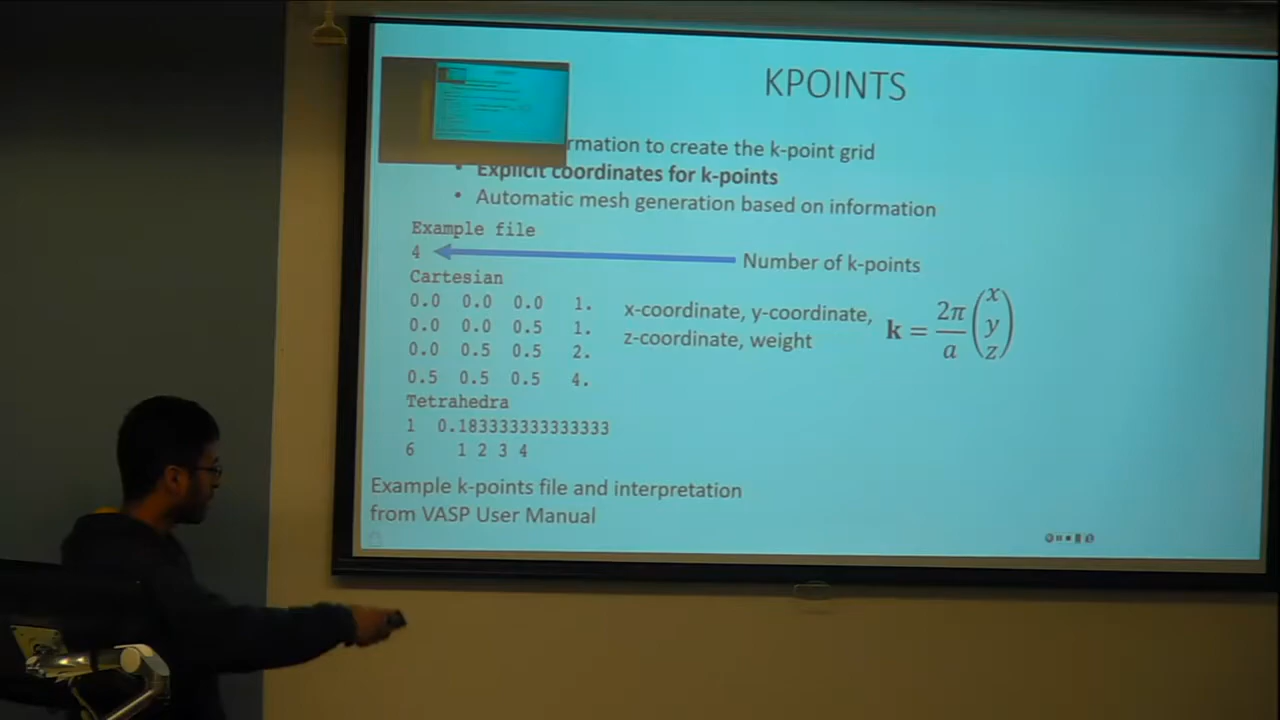 KPOINTS
rmation to create the k-point grid
• Explicit coordinates for k-points
• Automatic mesh generation based on information
Example file
4
Number of k-points
Cartesian
0.0 0.0 0.0 1.
0.0 0.0 0.5 1.
0.0 0.5 0.5 2.
0.5 0.5 0.5 4.
x-coordinate, y-coordinate,
z-coordinate, weight
k = 2π/a (x y z)
Tetrahedra
1 0.183333333333333
6 1 2 3 4
Example k-points file and interpretation
from VASP User Manual